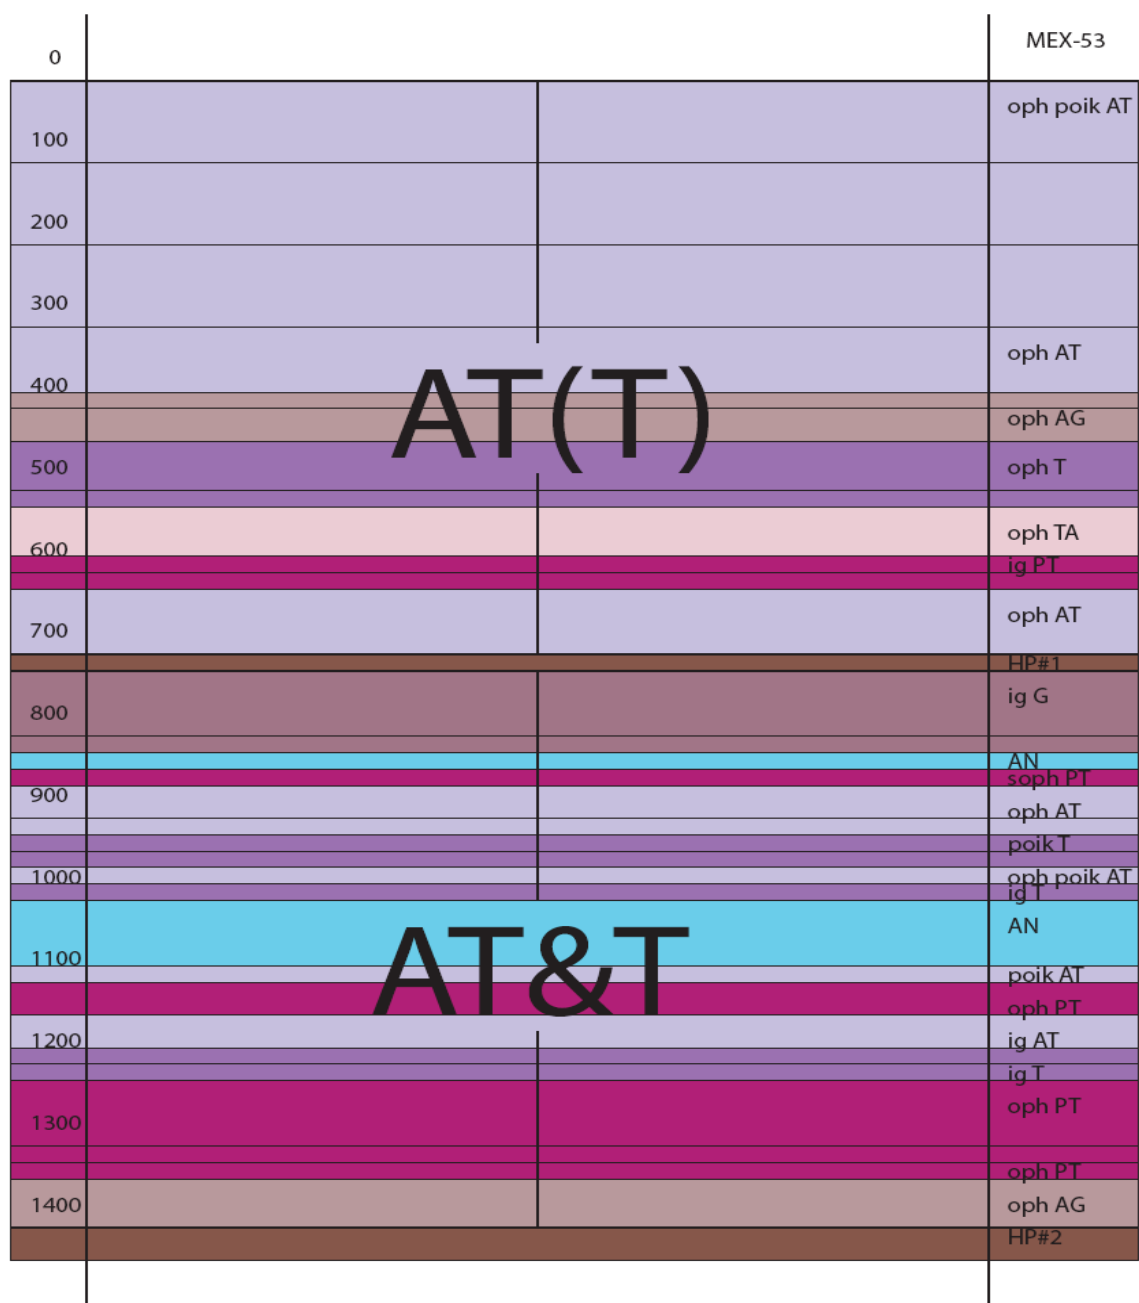 MEX-53
0
oph poik AT
100
200
300
oph AT
400
AT(T)
oph AG
500
oph T
oph TA
600
ig PT
oph AT
700
HP#1
ig G
800
AN
soph PT
900
oph AT
poik T
1000
oph poik AT
ig T
AN
1100
AT&T
poik AT
oph PT
1200
ig AT
ig T
oph PT
1300
oph PT
1400
oph AG
HP#2